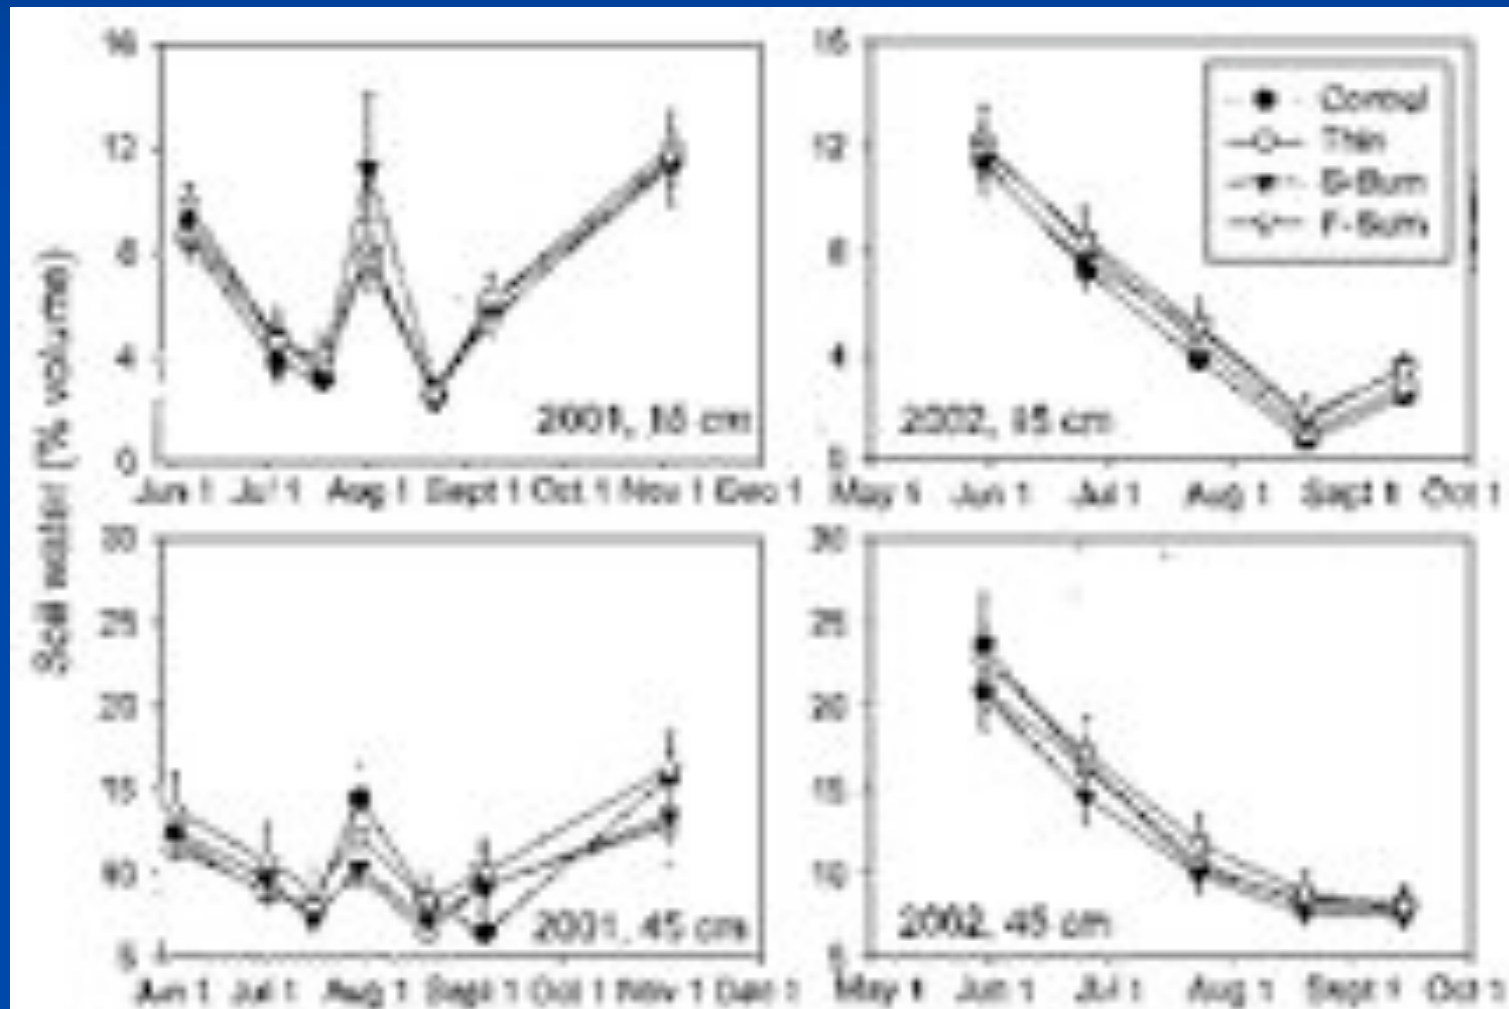 Soil water (% volume)
16
12
8
4
0
2001, 15 cm
Jun 1 Jul 1 Aug 1 Sept 1 Oct 1 Nov 1 Dec 1
12
4
0
Control
Thin
S-Burn
F-Burn
2002, 15 cm
May 1 Jun 1 Jul 1 Aug 1 Sept 1 Oct 1
30
25
20
15
10
5
2001, 45 cm
Jun 1 Jul 1 Aug 1 Sept 1 Oct 1 Nov 1 Dec 1
30
25
20
15
10
5
2002, 45 cm
May 1 Jun 1 Jul 1 Aug 1 Sept 1 Oct 1